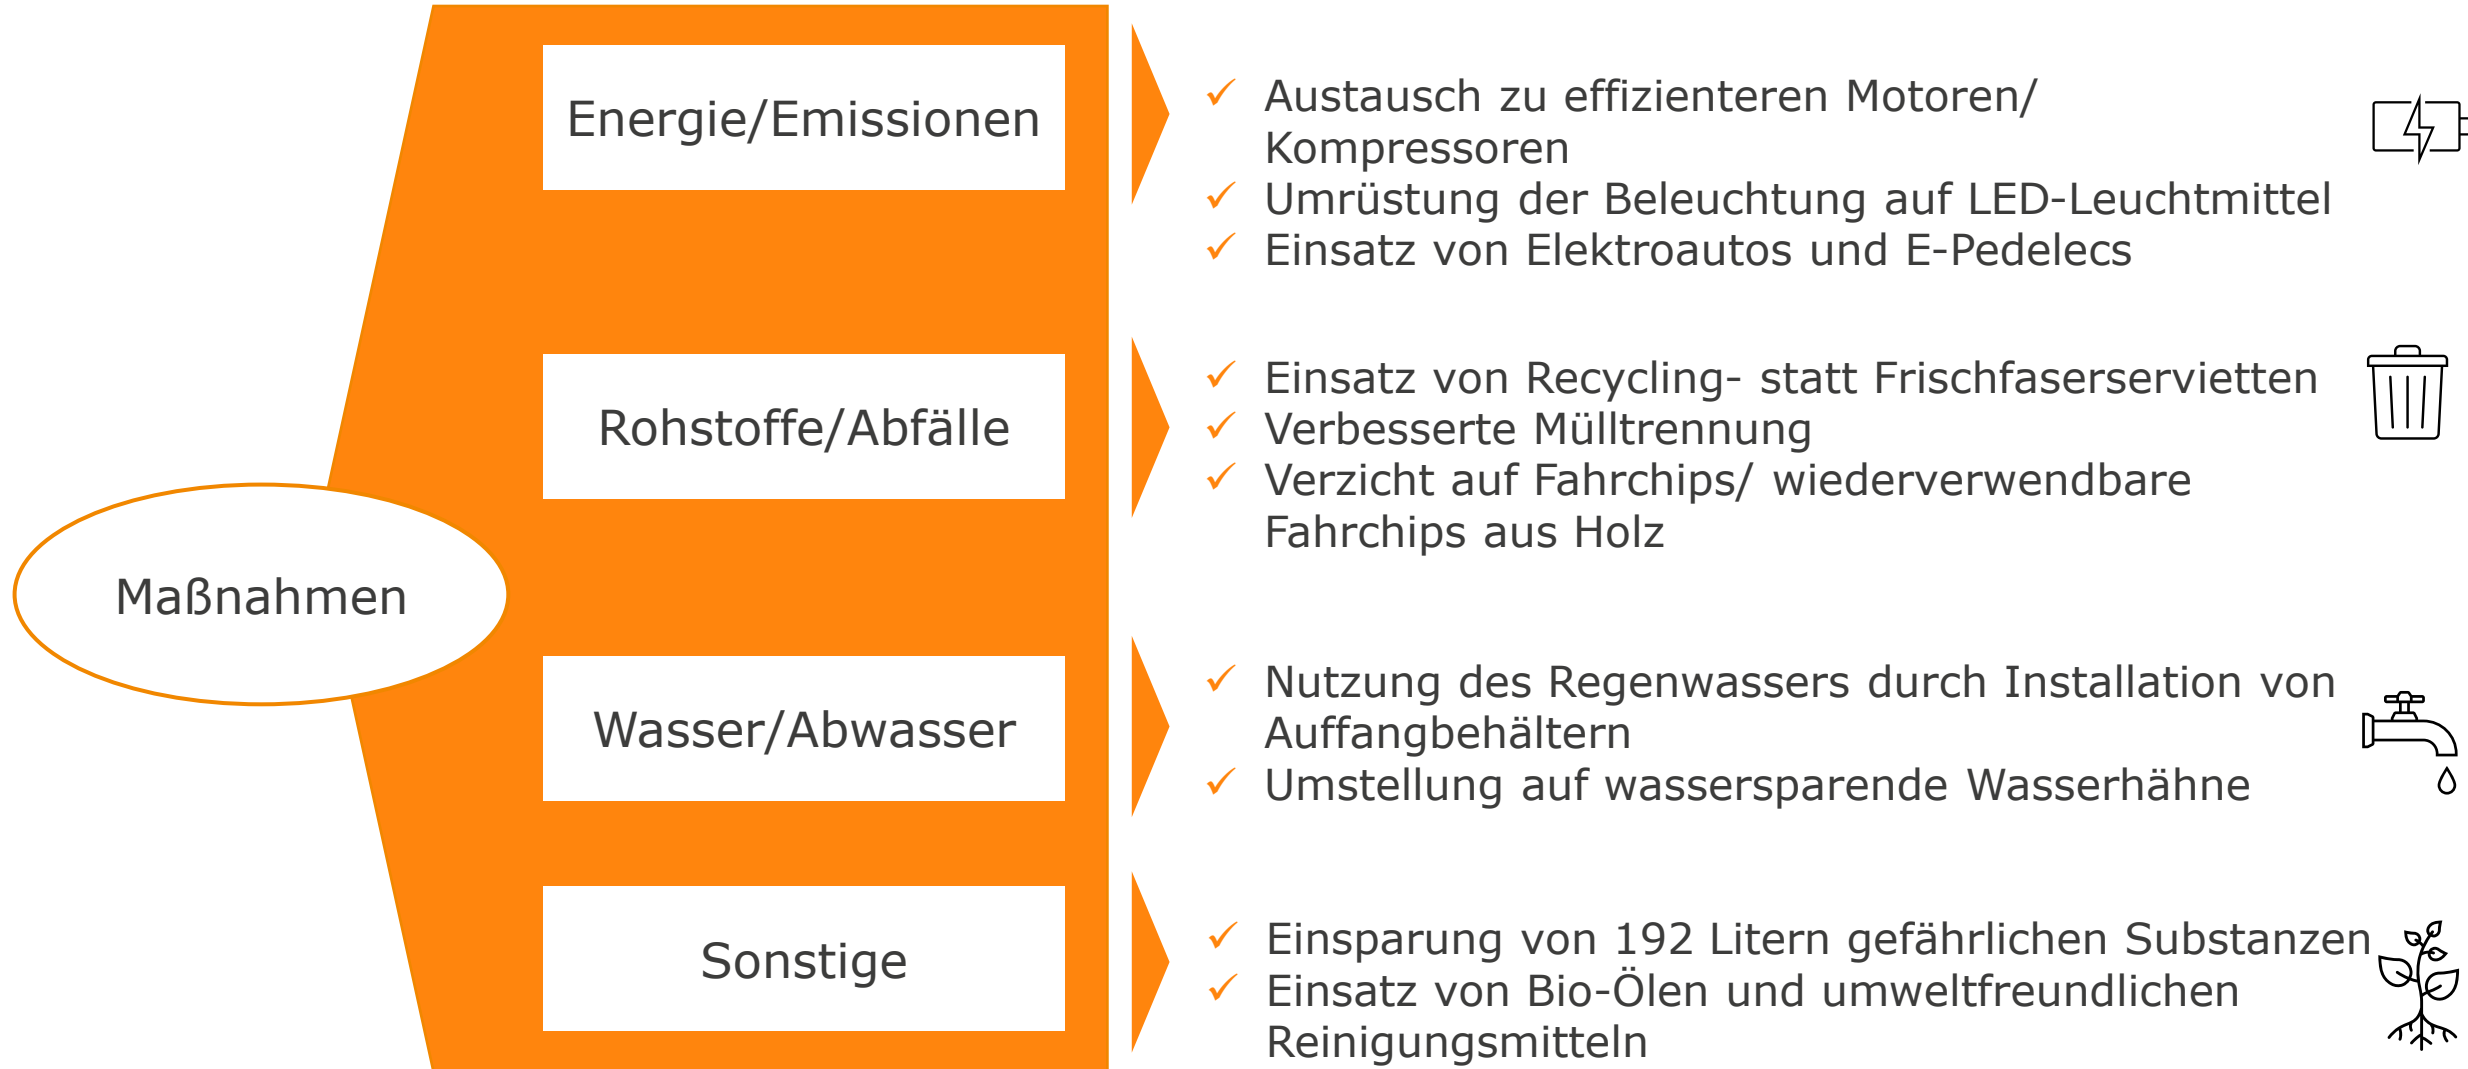 Maßnahmen
Energie/Emissionen
Austausch zu effizienteren Motoren/
Kompressoren
Umrüstung der Beleuchtung auf LED-Leuchtmittel
Einsatz von Elektroautos und E-Pedelecs
Rohstoffe/Abfälle
Einsatz von Recycling- statt Frischfaserservietten
Verbesserte Mülltrennung
Verzicht auf Fahrchips/ wiederverwendbare
Fahrchips aus Holz
Wasser/Abwasser
Nutzung des Regenwassers durch Installation von
Auffangbehältern
Umstellung auf wassersparende Wasserhähne
Sonstige
Einsparung von 192 Litern gefährlichen Substanzen
Einsatz von Bio-Ölen und umweltfreundlichen
Reinigungsmitteln